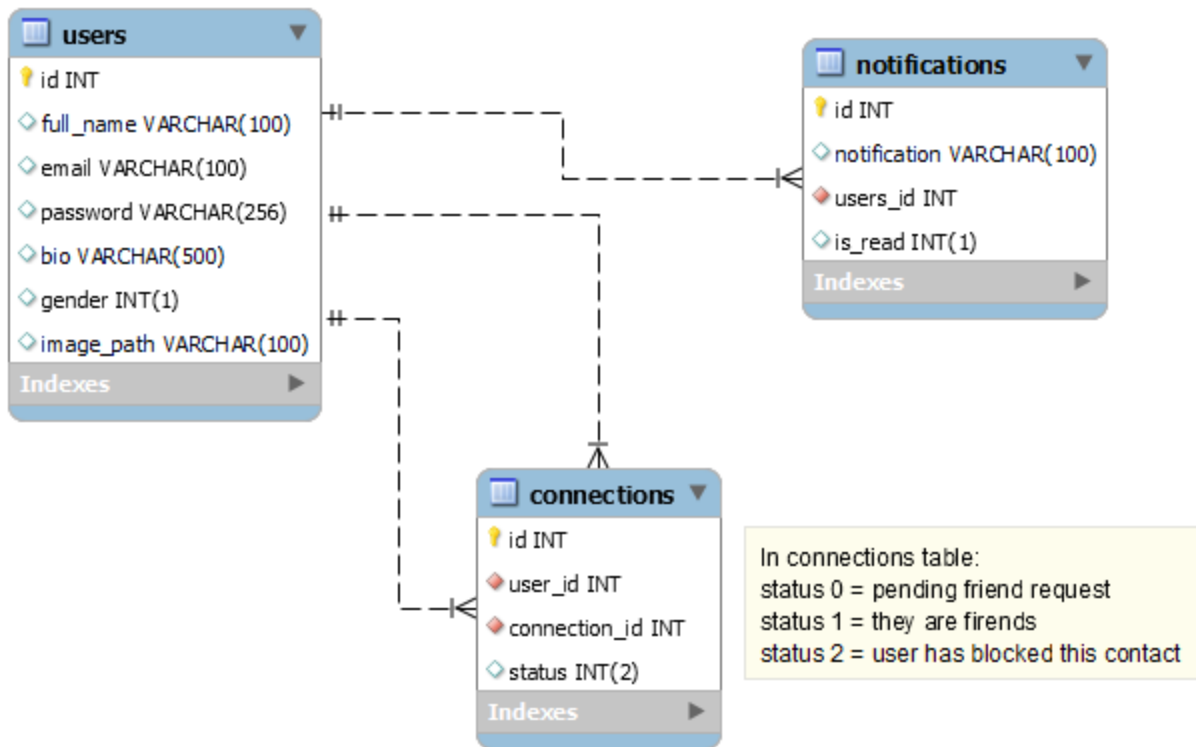 users
id INT
full_name VARCHAR(100)
email VARCHAR(100)
password VARCHAR(256)
bio VARCHAR(500)
gender INT(1)
image_path VARCHAR(100)
Indexes
notifications
id INT
notification VARCHAR(100)
users_id INT
is_read INT(1)
Indexes
connections
id INT
user_id INT
connection_id INT
status INT(2)
Indexes
In connections table:
status 0 = pending friend request
status 1 = they are firends
status 2 = user has blocked this contact